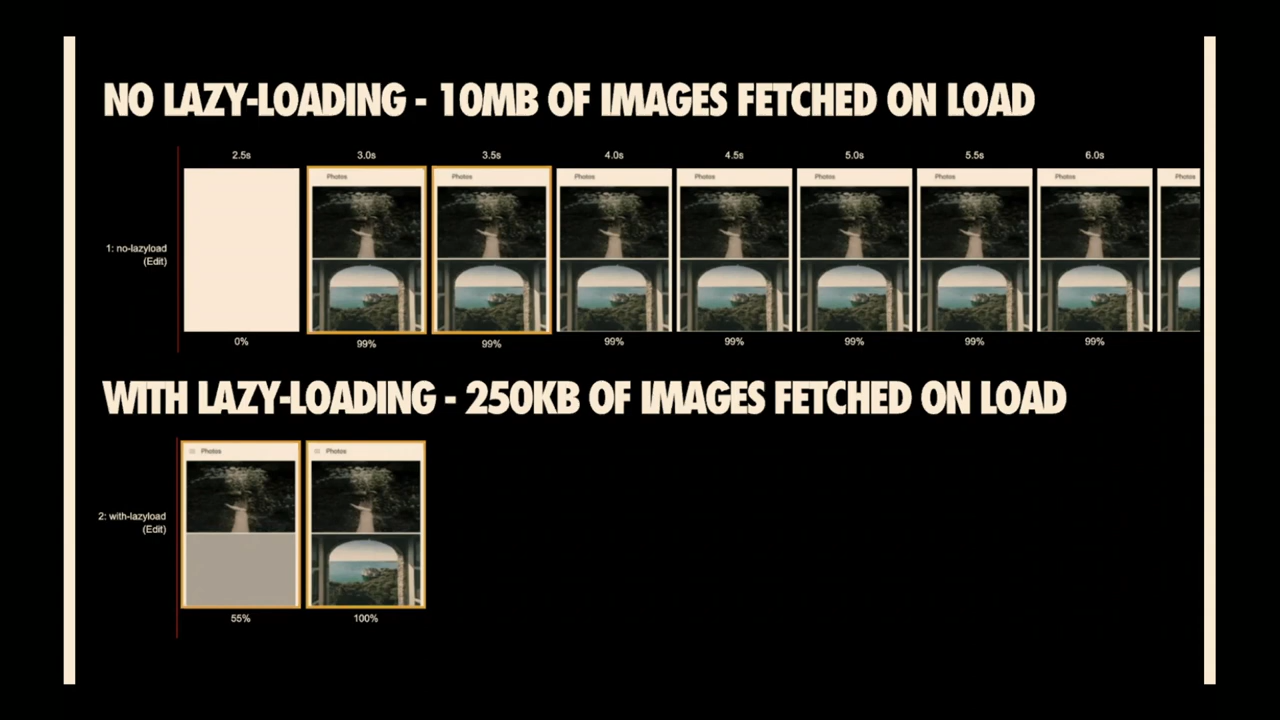 NO LAZY-LOADING - 10MB OF IMAGES FETCHED ON LOAD
2.5s 3.0s 3.5s 4.0s 4.5s 5.0s 5.5s 6.0s
Photos Photos Photos Photos Photos Photos Photos Photos
1: no-lazyload
(Edit)
0% 99% 99% 99% 99% 99% 99% 99%
WITH LAZY-LOADING - 250KB OF IMAGES FETCHED ON LOAD
Photos Photos
2: with-lazyload
(Edit)
55% 100%